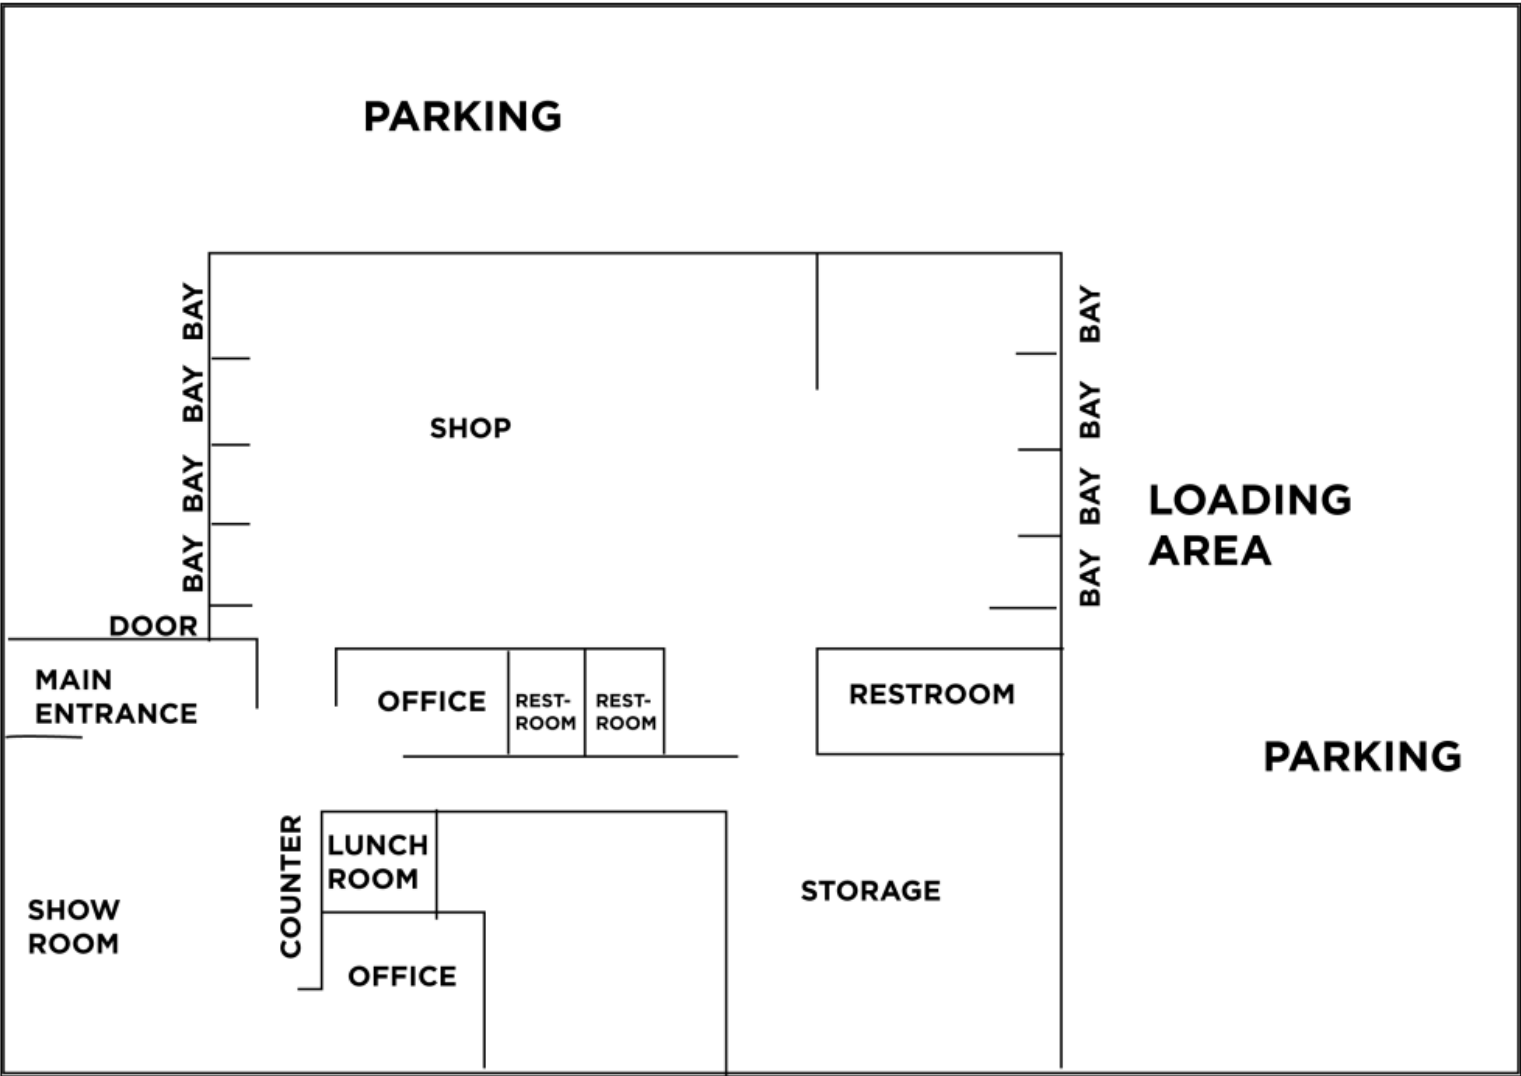 PARKING
BAY
BAY
BAY
BAY
DOOR
SHOP
BAY
BAY
BAY
BAY
LOADING
AREA
MAIN
ENTRANCE
OFFICE
REST-
ROOM
REST-
ROOM
RESTROOM
PARKING
COUNTER
LUNCH
ROOM
STORAGE
SHOW
ROOM
OFFICE